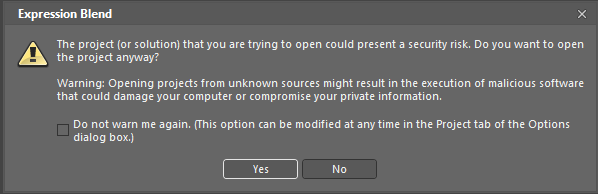 Expression Blend
The project (or solution) that you are trying to open could present a security risk. Do you want to open
the project anyway?
Warning: Opening projects from unknown sources might result in the execution of malicious software
that could damage your computer or compromise your private information.
Do not warn me again. (This option can be modified at any time in the Project tab of the Options
dialog box.)
Yes No